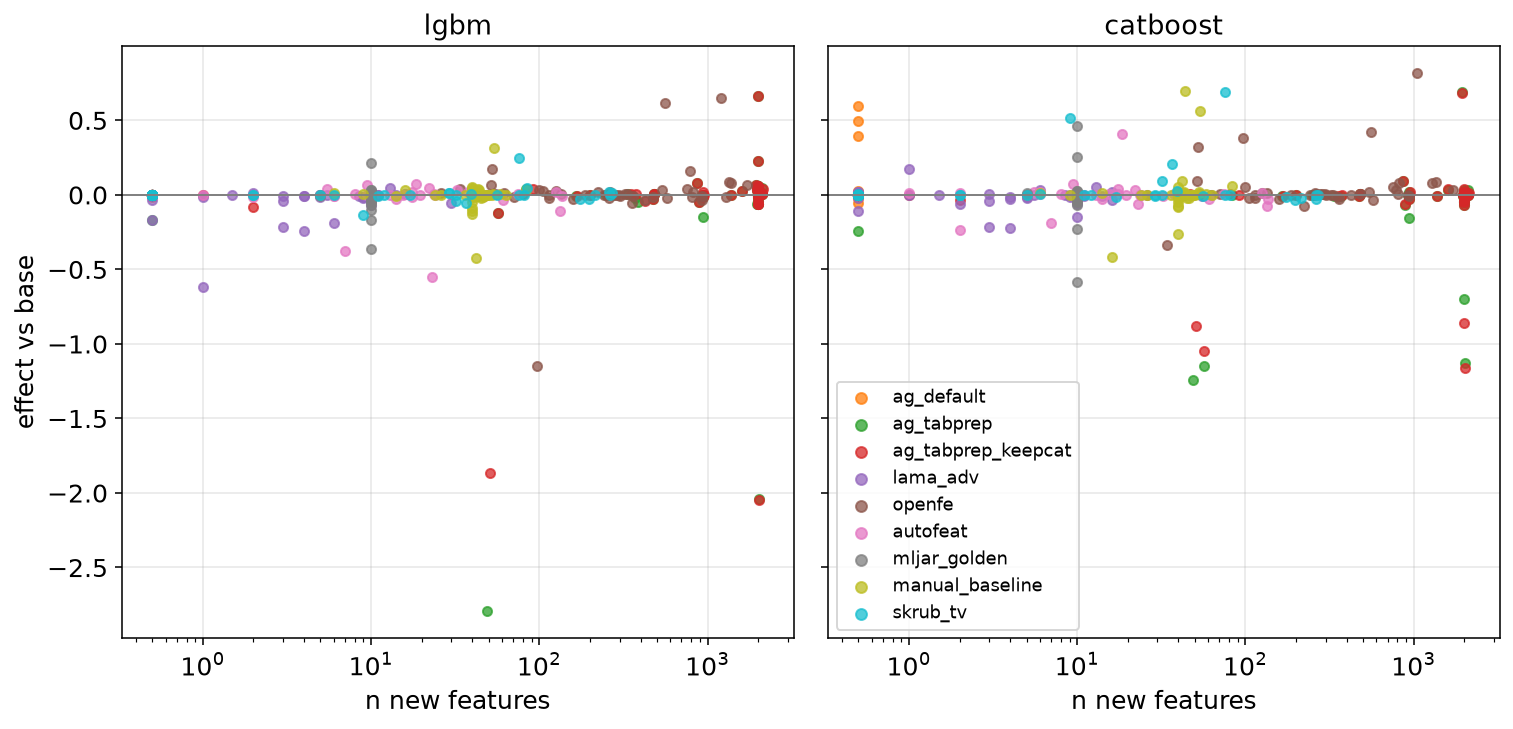 lgbm
catboost
effect vs base
0.5
0.0
−0.5
−1.0
−1.5
−2.0
−2.5
ag_default
ag_tabprep
ag_tabprep_keepcat
lama_adv
openfe
autofeat
mljar_golden
manual_baseline
skrub_tv
10⁰ 10¹ 10² 10³
10⁰ 10¹ 10² 10³
n new features
n new features